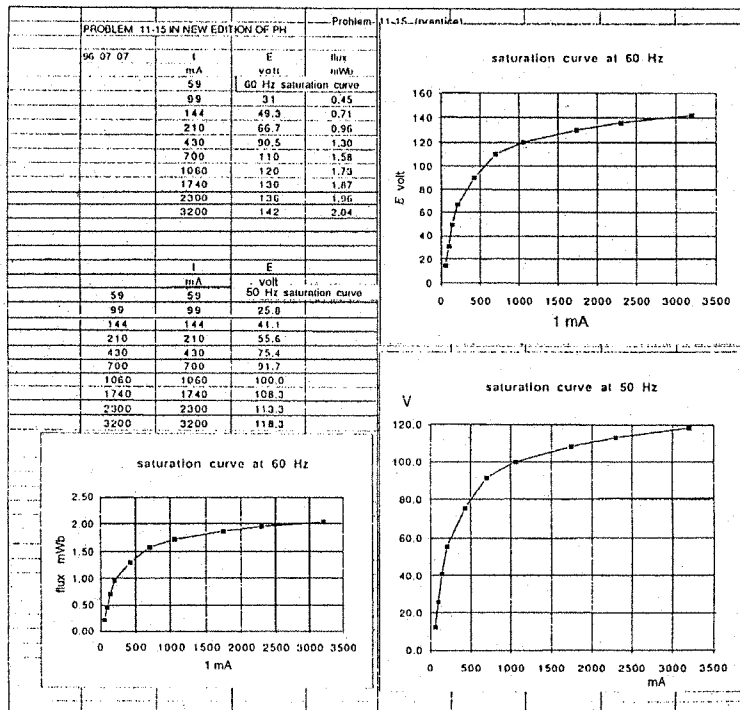 Problem 11-15 (prentice)
PROBLEM 11-15 IN NEW EDITION OF PH
96 07 07 I E flux
mA volt mWb
59 60 Hz saturation curve
99 31 0.45
144 49.3 0.71
210 66.7 0.96
430 90.5 1.30
700 110 1.58
1060 120 1.73
1740 130 1.87
2300 136 1.96
3200 142 2.04
I E
mA volt
59 59 50 Hz saturation curve
99 99 25.8
144 144 41.1
210 210 55.6
430 430 75.4
700 700 91.7
1060 1060 100.0
1740 1740 108.3
2300 2300 113.3
3200 3200 118.3
saturation curve at 60 Hz
160
140
120
100
80
60
40
20
0
E volt
0 500 1000 1500 2000 2500 3000 3500
1 mA
saturation curve at 50 Hz
V
120.0
100.0
80.0
60.0
40.0
20.0
0.0
0 500 1000 1500 2000 2500 3000 3500
mA
saturation curve at 60 Hz
2.50
2.00
1.50
1.00
0.50
0.00
flux mWb
0 500 1000 1500 2000 2500 3000 3500
1 mA